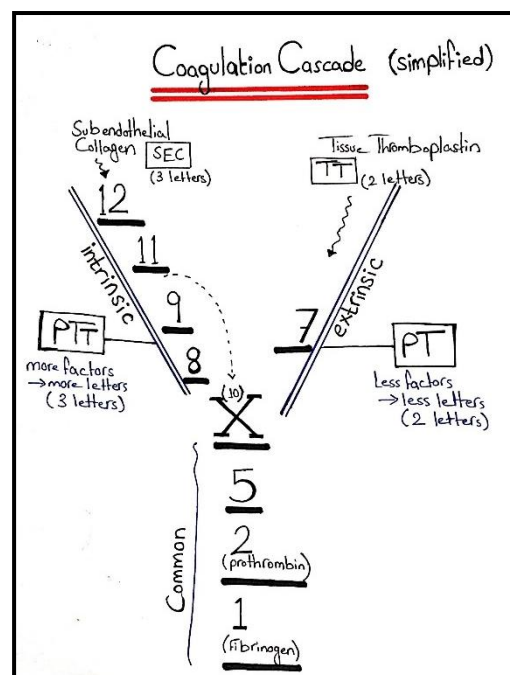 Coagulation Cascade (simplified)
Subendothelial
Collagen SEC
(3 letters)
Tissue Thromboplastin
TT (2 letters)
12
11
9
8
intrinsic
7
extrinsic
PTT
more factors
→more letters
(3 letters)
PT
Less factors
→ less letters
(2 letters)
(10)
X
Common
5
2
(prothrombin)
1
(Fibrinogen)